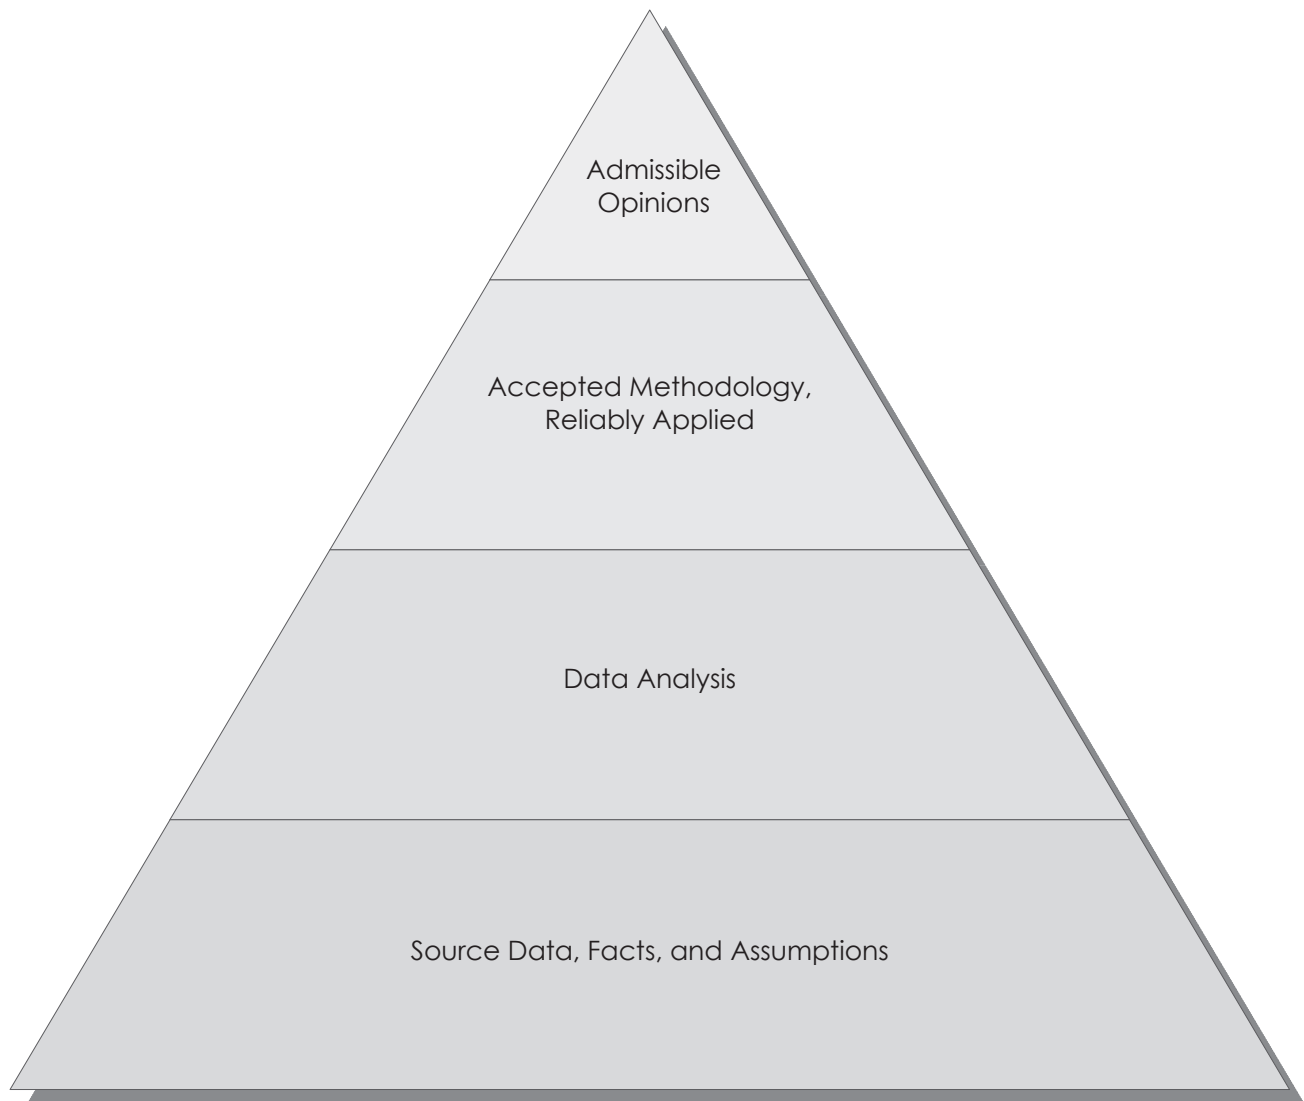 Admissible
Opinions
Accepted Methodology,
Reliably Applied
Data Analysis
Source Data, Facts, and Assumptions